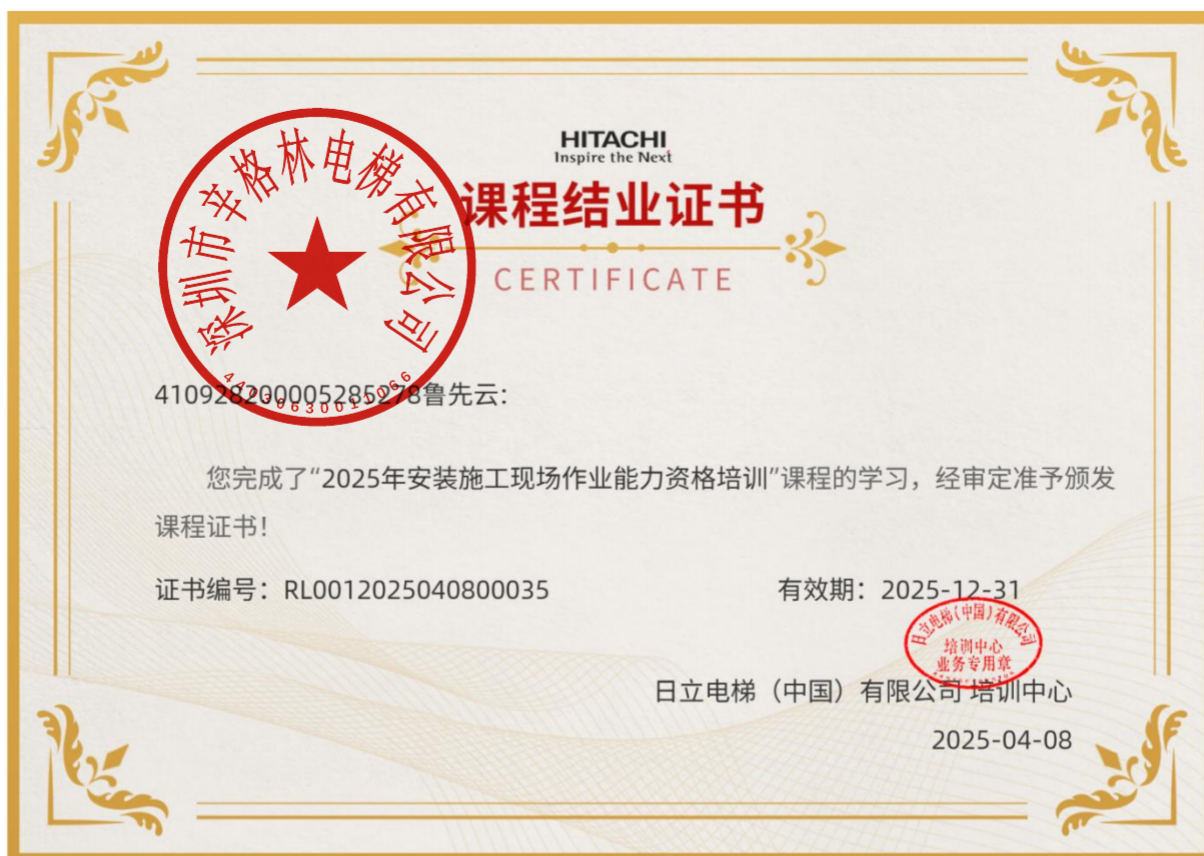 HITACHI
Inspire the Next
课程结业证书
CERTIFICATE
深圳市辛格林电梯有限公司
410928200005285278鲁先云:
您完成了“2025年安装施工现场作业能力资格培训”课程的学习，经审定准予颁发
课程证书！
证书编号：RL0012025040800035
有效期：2025-12-31
日立电梯（中国）有限公司
培训中心
业务专用章
日立电梯（中国）有限公司 培训中心
2025-04-08